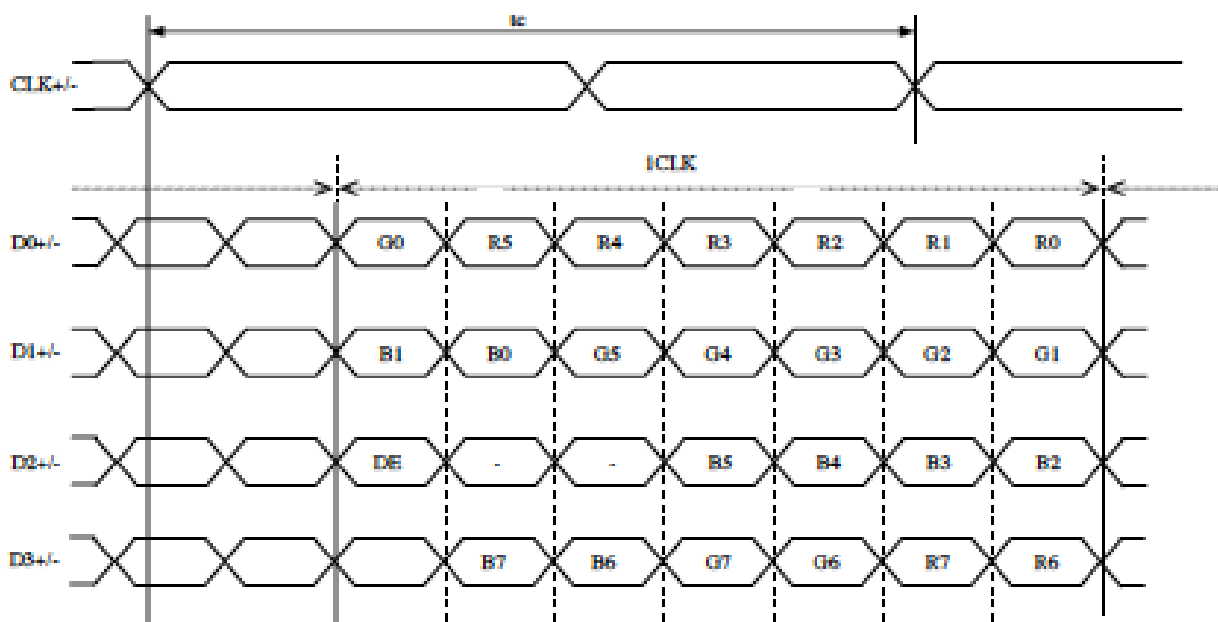 tc
CLK+/-
1CLK
D0+/- G0 R5 R4 R3 R2 R1 R0
D1+/- B1 B0 G5 G4 G3 G2 G1
D2+/- DE - - B5 B4 B3 B2
D3+/- B7 B6 G7 G6 R7 R6